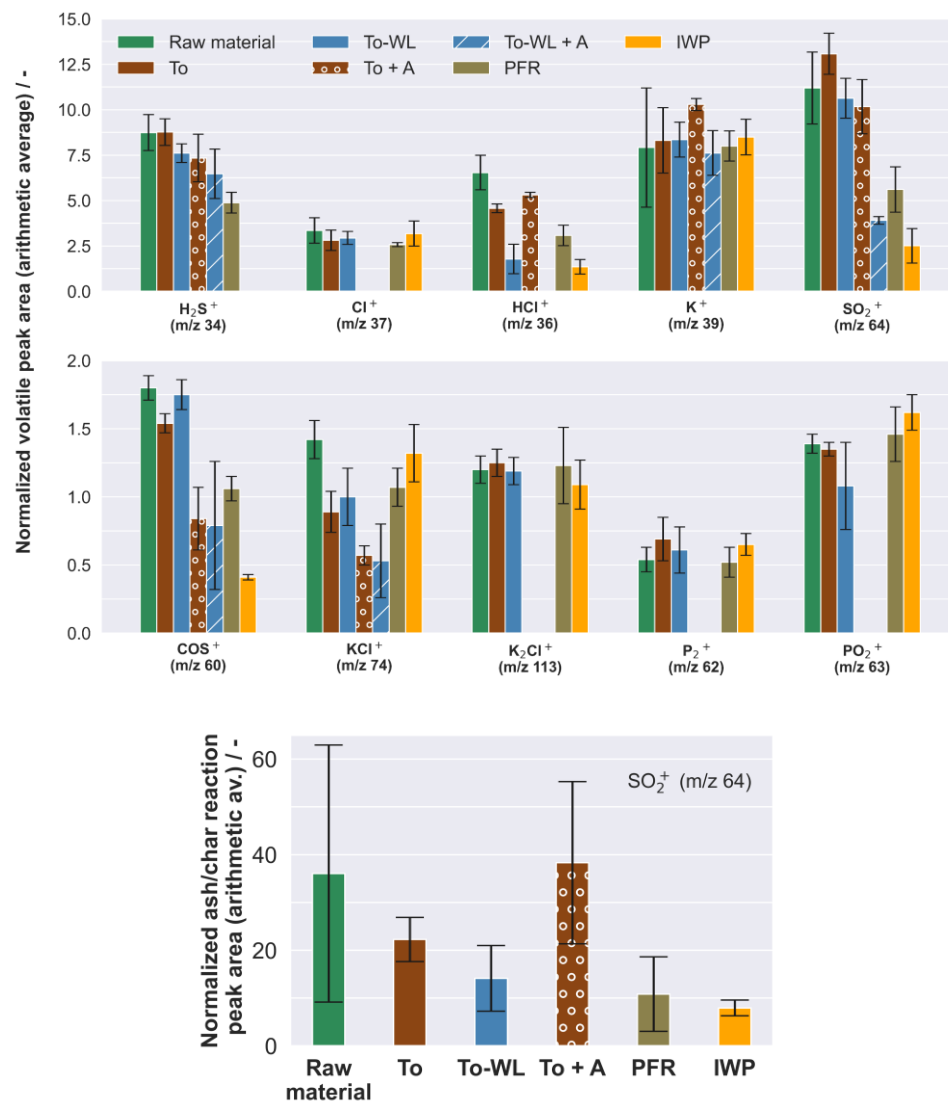 Normalized volatile peak area (arithmetic average) / -
15.0
12.5
10.0
7.5
5.0
2.5
0.0
Raw material
To
To-WL
To + A
To-WL + A
PFR
IWP
H₂S⁺
(m/z 34)
Cl⁺
(m/z 37)
HCl⁺
(m/z 36)
K⁺
(m/z 39)
SO₂⁺
(m/z 64)
2.0
1.5
1.0
0.5
0.0
COS⁺
(m/z 60)
KCl⁺
(m/z 74)
K₂Cl⁺
(m/z 113)
P₂⁺
(m/z 62)
PO₂⁺
(m/z 63)
Normalized ash/char reaction
peak area (arithmetic av.) / -
60
40
20
0
SO₂⁺ (m/z 64)
Raw
material
To
To-WL
To + A
PFR
IWP